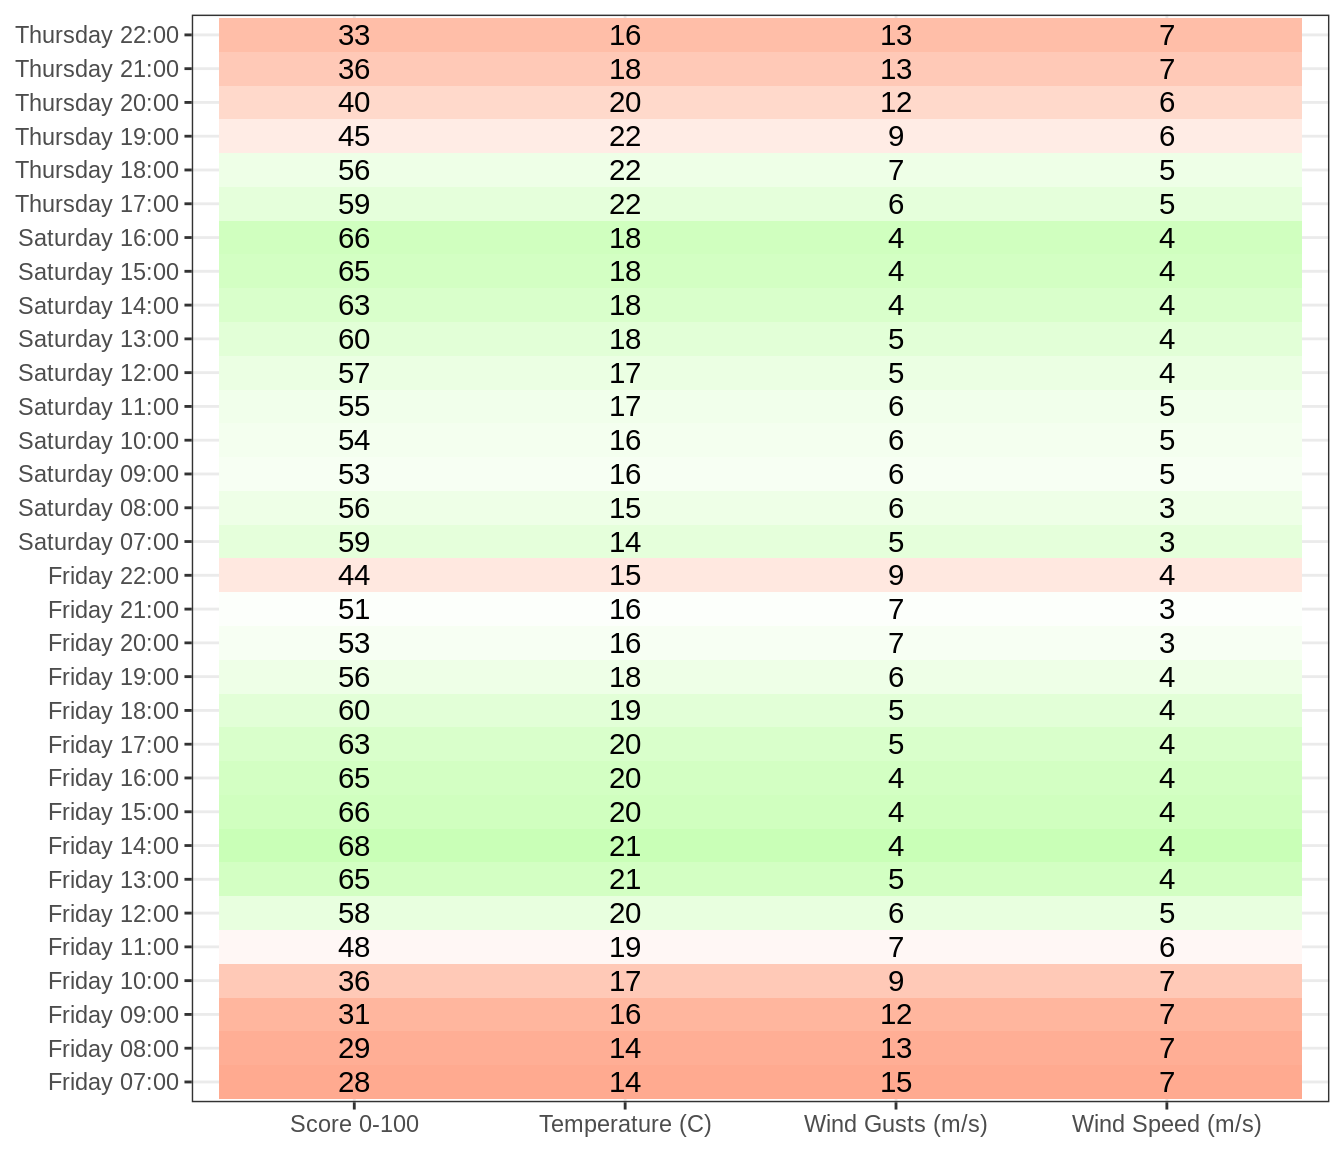 Thursday 22:00 33 16 13 7
Thursday 21:00 36 18 13 7
Thursday 20:00 40 20 12 6
Thursday 19:00 45 22 9 6
Thursday 18:00 56 22 7 5
Thursday 17:00 59 22 6 5
Saturday 16:00 66 18 4 4
Saturday 15:00 65 18 4 4
Saturday 14:00 63 18 4 4
Saturday 13:00 60 18 5 4
Saturday 12:00 57 17 5 4
Saturday 11:00 55 17 6 5
Saturday 10:00 54 16 6 5
Saturday 09:00 53 16 6 5
Saturday 08:00 56 15 6 3
Saturday 07:00 59 14 5 3
Friday 22:00 44 15 9 4
Friday 21:00 51 16 7 3
Friday 20:00 53 16 7 3
Friday 19:00 56 18 6 4
Friday 18:00 60 19 5 4
Friday 17:00 63 20 5 4
Friday 16:00 65 20 4 4
Friday 15:00 66 20 4 4
Friday 14:00 68 21 4 4
Friday 13:00 65 21 5 4
Friday 12:00 58 20 6 5
Friday 11:00 48 19 7 6
Friday 10:00 36 17 9 7
Friday 09:00 31 16 12 7
Friday 08:00 29 14 13 7
Friday 07:00 28 14 15 7
Score 0-100 Temperature (C) Wind Gusts (m/s) Wind Speed (m/s)